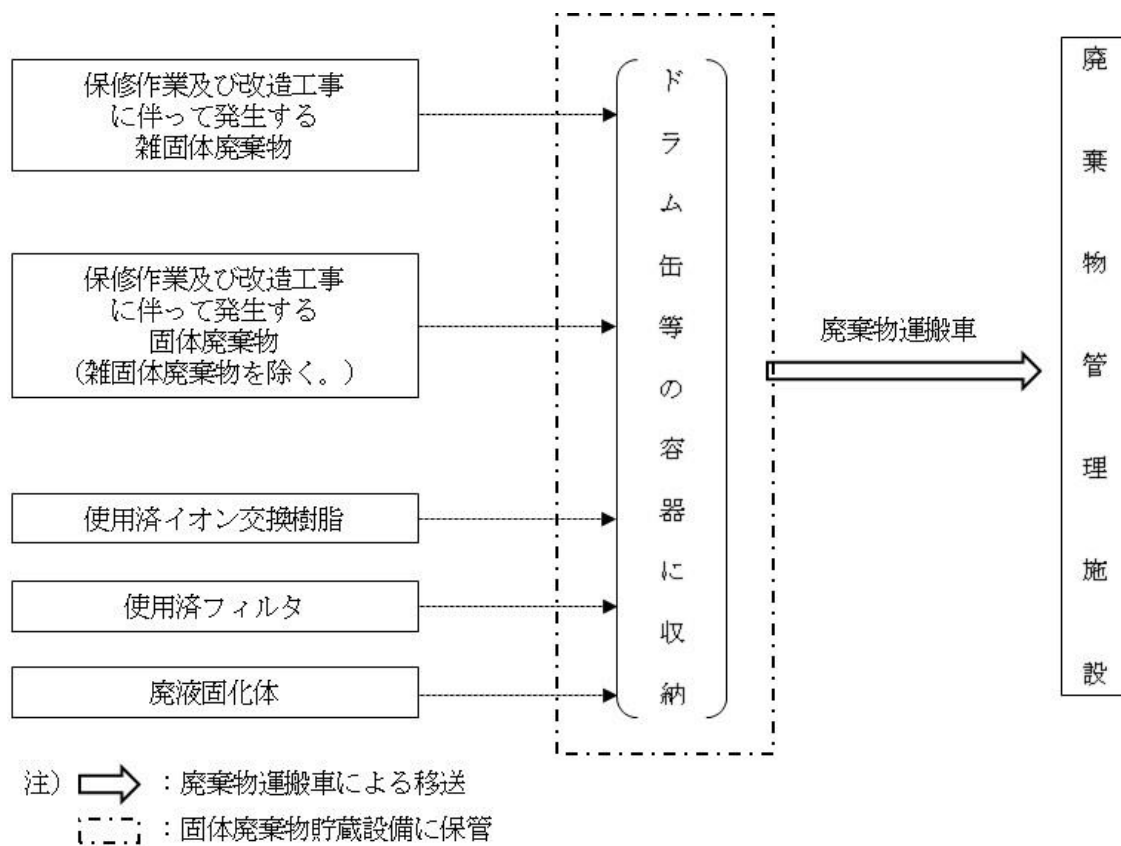 保修作業及び改造工事
に伴って発生する
雑固体廃棄物
保修作業及び改造工事
に伴って発生する
固体廃棄物
(雑固体廃棄物を除く。)
使用済イオン交換樹脂
使用済フィルタ
廃液固化体
ドラム缶等の容器に収納
廃棄物運搬車
廃棄物管理施設
注) :廃棄物運搬車による移送
:固体廃棄物貯蔵設備に保管